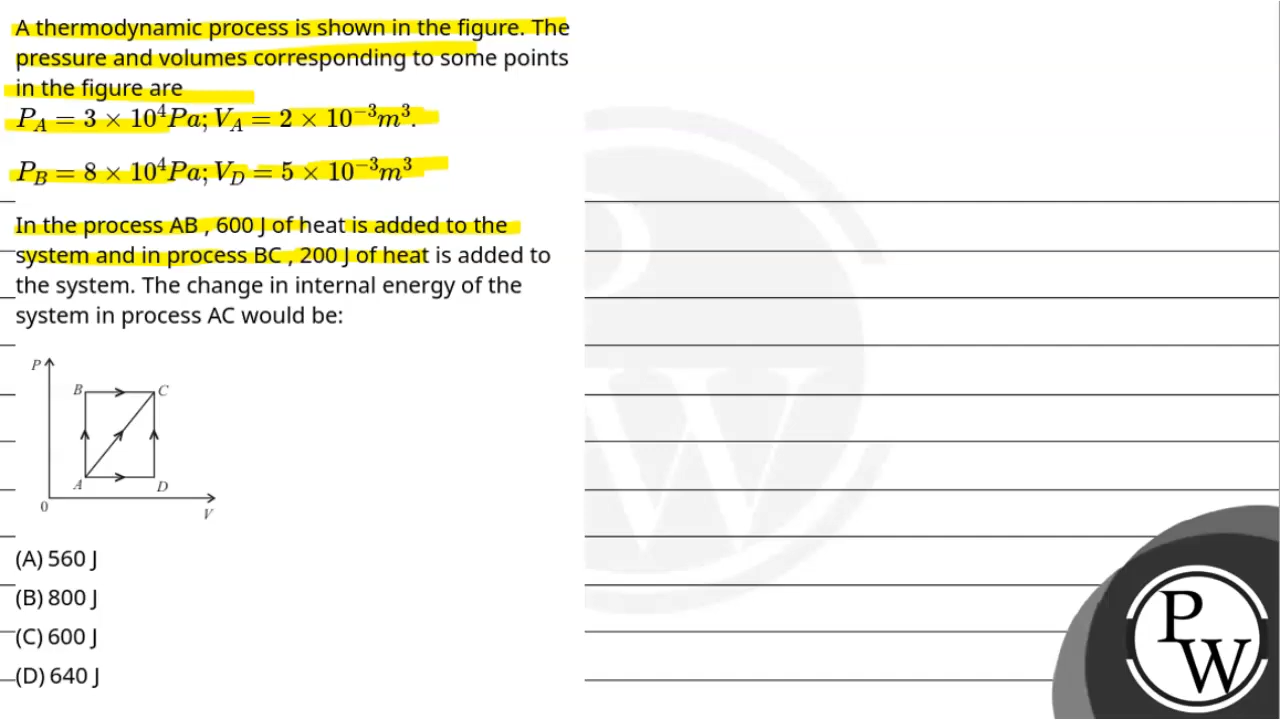 A thermodynamic process is shown in the figure. The
pressure and volumes corresponding to some points
in the figure are
P_A = 3 × 10^4 Pa; V_A = 2 × 10^{-3} m^3.
P_B = 8 × 10^4 Pa; V_D = 5 × 10^{-3} m^3
In the process AB , 600 J of heat is added to the
system and in process BC , 200 J of heat is added to
the system. The change in internal energy of the
system in process AC would be:
P
B C
A D
0
V
(A) 560 J
(B) 800 J
(C) 600 J
(D) 640 J
P
W
P
W